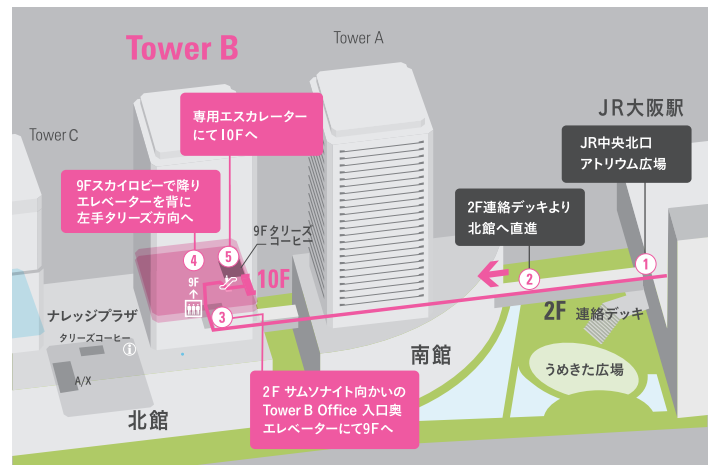 Tower B
Tower A
JR大阪駅
Tower C
専用エスカレーター
にて10Fへ
JR中央北口
アトリウム広場
9Fスカイロビーで降り
エレベーターを背に
左手タリーズ方向へ
2F連絡デッキより
北館へ直進
9Fタリーズ
コーヒー
4
5
1
9F
↑
10F
2
3
2F 連絡デッキ
ナレッジプラザ
タリーズコーヒー
i
A/X
南館
うめきた広場
北館
2F サムソナイト向かいの
Tower B Office 入口奥
エレベーターにて9Fへ